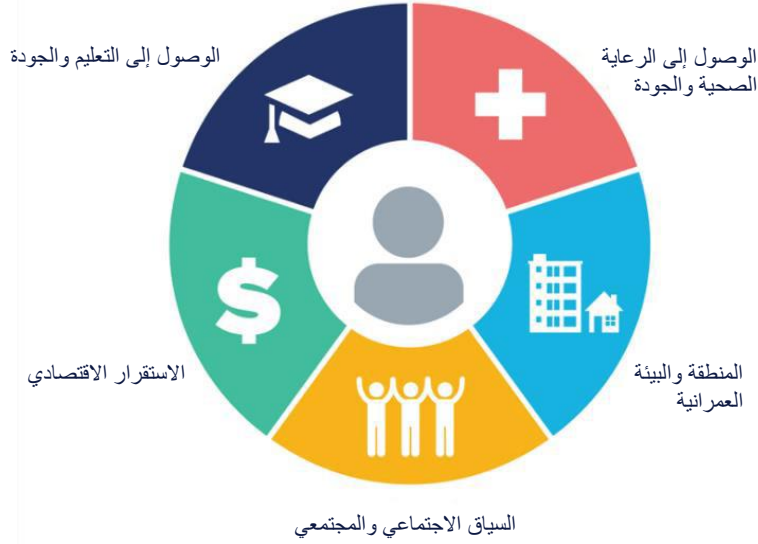 الوصول إلى الرعاية
الصحية والجودة
الوصول إلى التعليم والجودة
المنطقة والبيئة
العمرانية
الاستقرار الاقتصادي
السياق الاجتماعي والمجتمعي